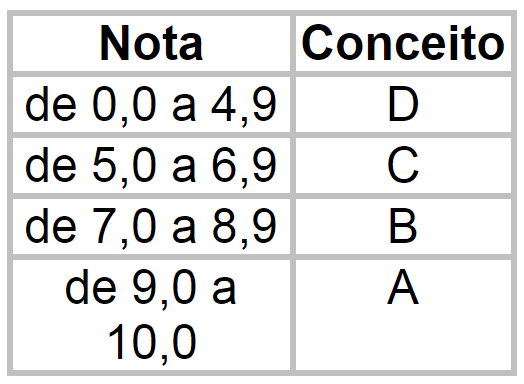 Nota Conceito
de 0,0 a 4,9 D
de 5,0 a 6,9 C
de 7,0 a 8,9 B
de 9,0 a A
10,0